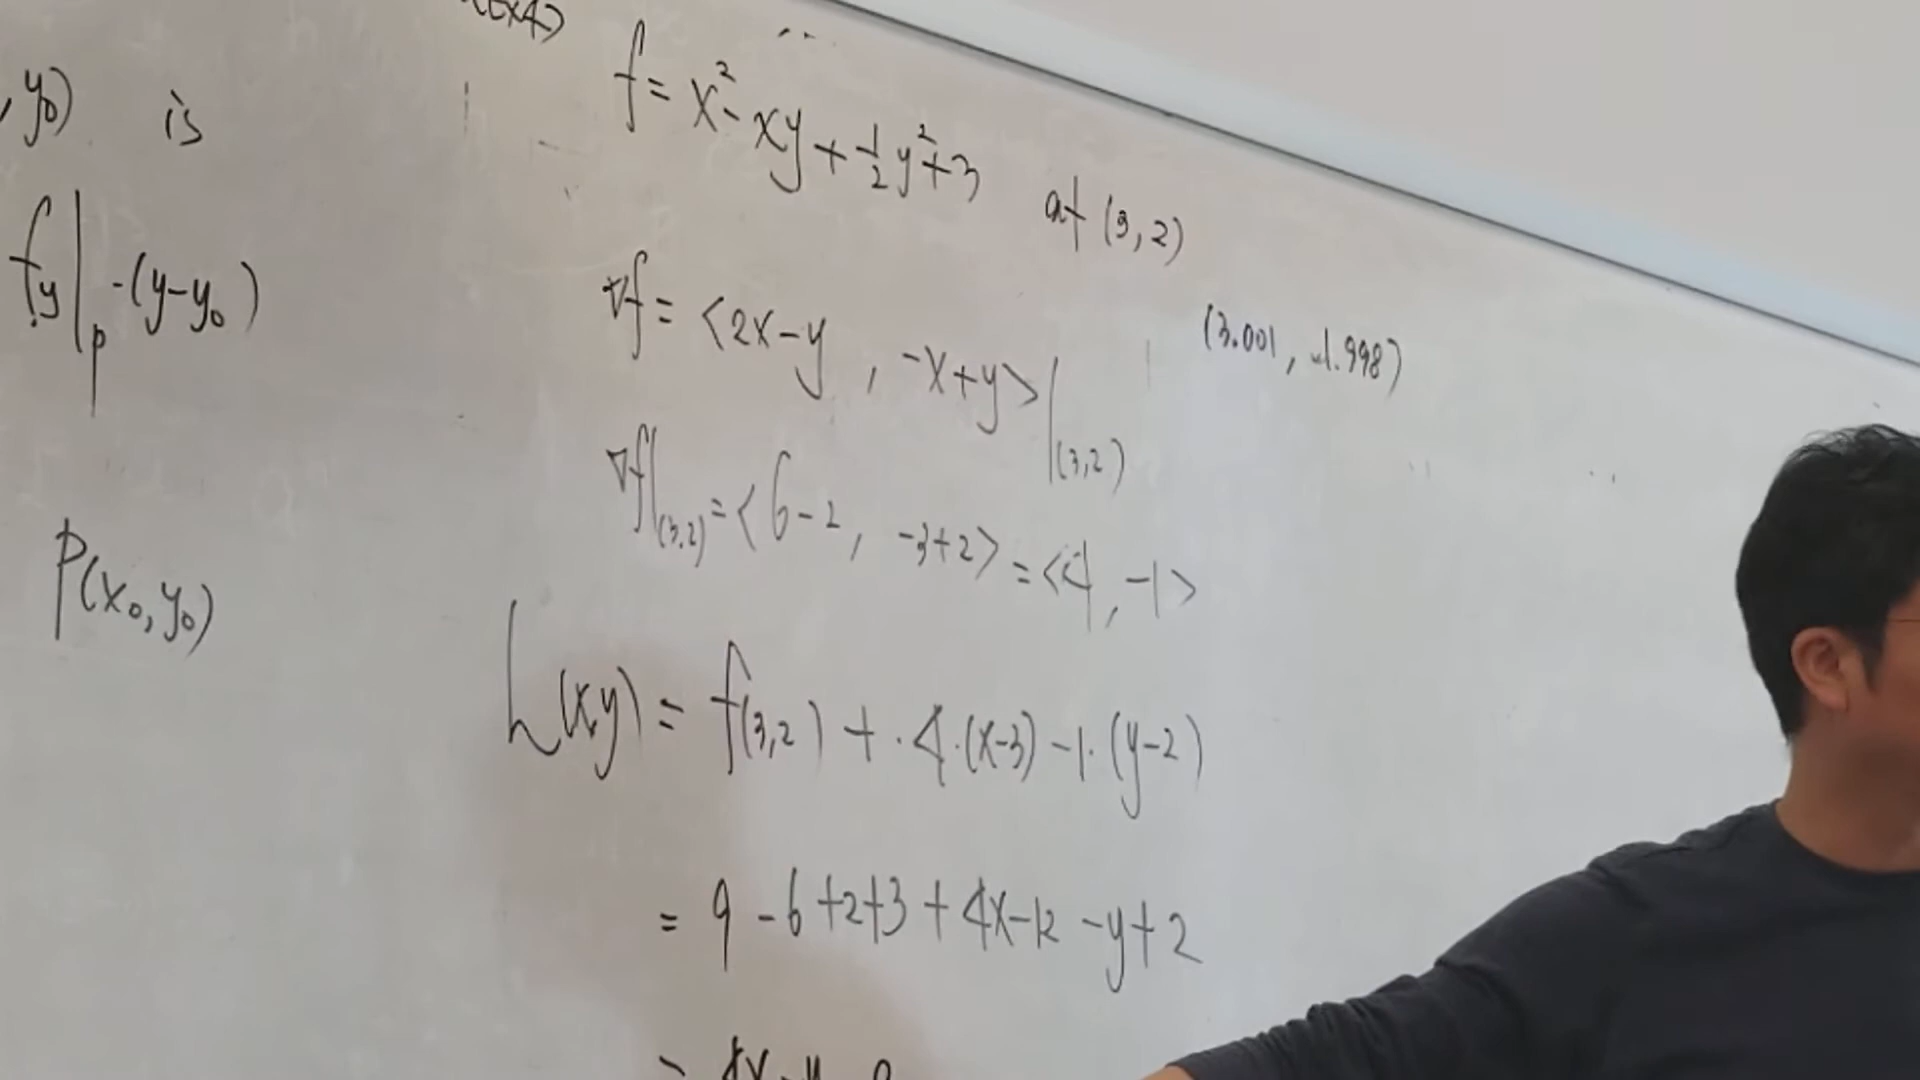 , y₀) is
f_y|_p ·(y-y₀)
P(x₀, y₀)
f = x² - xy + 1/2 y² + 3 at (3, 2)
∇f = <2x-y , -x+y>|_(3,2)
(3.001, 1.998)
∇f|_(3,2) = <6-2, -3+2> = <4, -1>
L(x,y) = f(3,2) + ·4·(x-3) -1·(y-2)
= 9 - 6 + 2 + 3 + 4x - 12 - y + 2